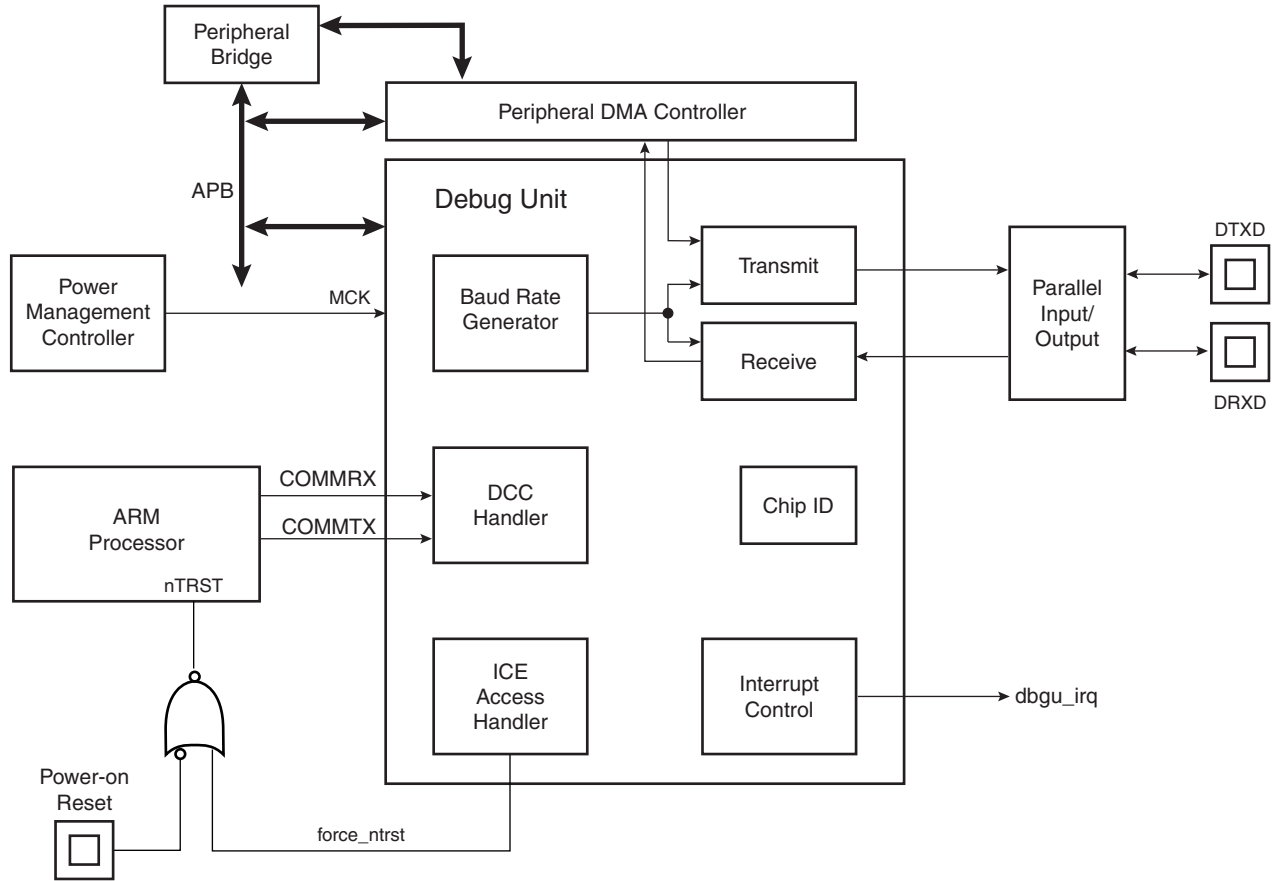 Peripheral
Bridge
Peripheral DMA Controller
APB
Debug Unit
DTXD
Power
Management
Controller
MCK
Baud Rate
Generator
Transmit
Receive
Parallel
Input/
Output
DRXD
ARM
Processor
nTRST
COMMRX
COMMTX
DCC
Handler
Chip ID
ICE
Access
Handler
Interrupt
Control
dbgu_irq
Power-on
Reset
force_ntrst